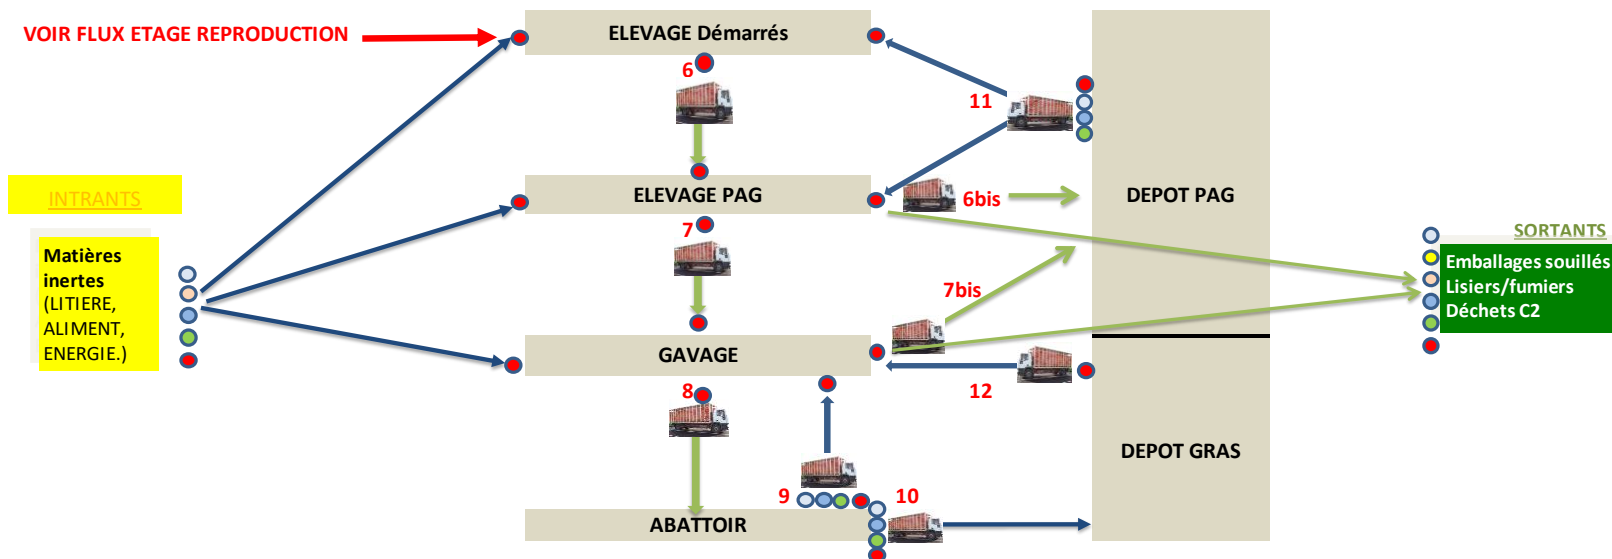 VOIR FLUX ETAGE REPRODUCTION
ELEVAGE Démarrés
6
11
INTRANTS
ELEVAGE PAG
6bis
DEPOT PAG
SORTANTS
Matières
inertes
(LITIERE,
ALIMENT,
ENERGIE.)
7
7bis
Emballages souillés
Lisiers/fumiers
Déchets C2
GAVAGE
12
8
DEPOT GRAS
9
10
ABATTOIR